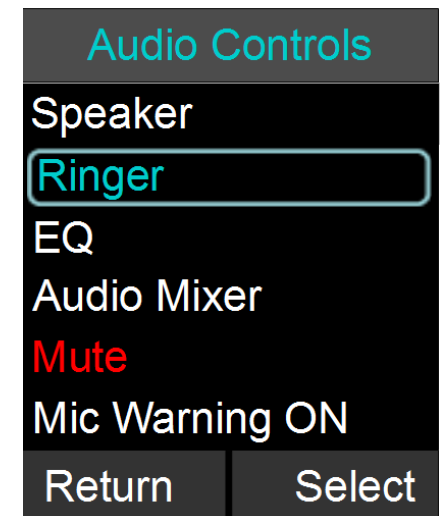 Audio Controls
Speaker
Ringer
EQ
Audio Mixer
Mute
Mic Warning ON
Return Select